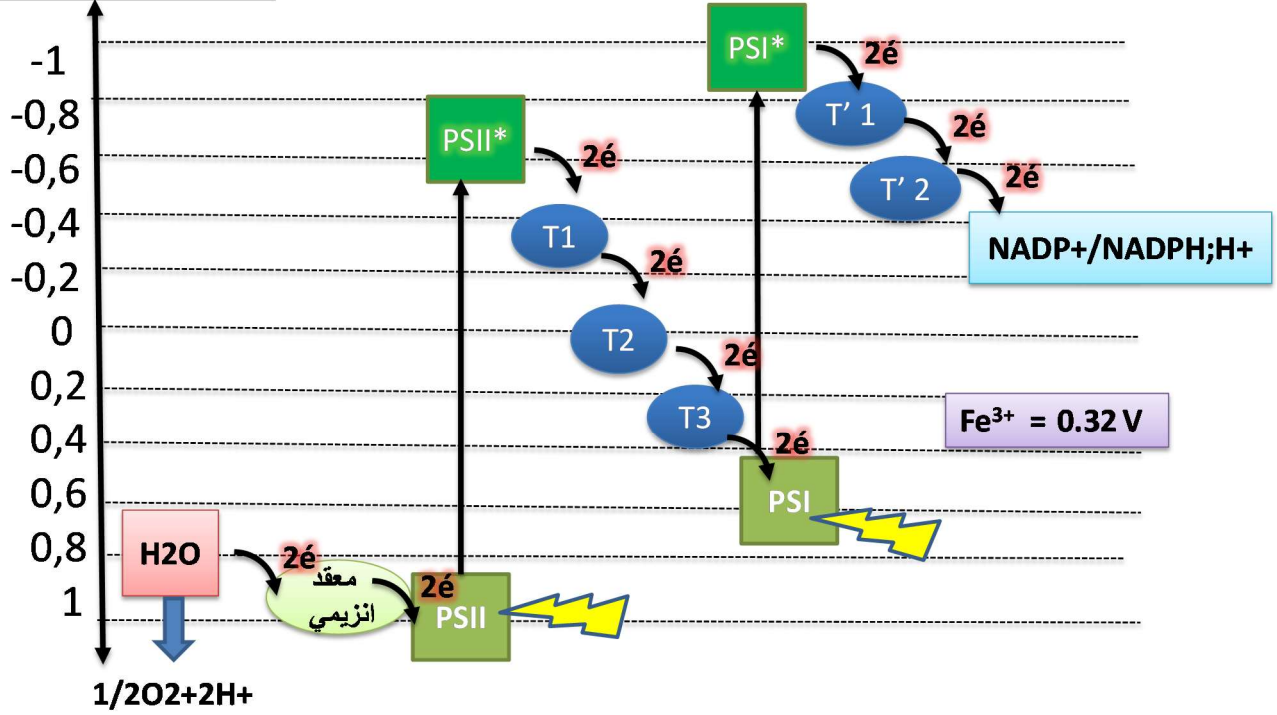 -1
-0,8
-0,6
-0,4
-0,2
0
0,2
0,4
0,6
0,8
1
H2O
1/2O2+2H+
2é
معقد
انزيمي
2é
PSII
PSII*
2é
T1
2é
T2
2é
T3
2é
PSI
PSI*
2é
T' 1
2é
T' 2
2é
NADP+/NADPH;H+
Fe³⁺ = 0.32 V